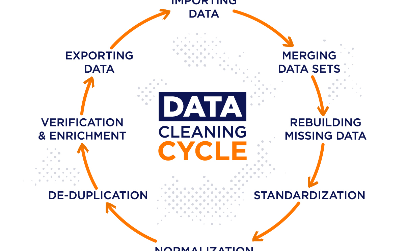 IMPORTING
DATA
MERGING
DATA SETS
REBUILDING
MISSING DATA
STANDARDIZATION
NORMALIZATION
DE-DUPLICATION
VERIFICATION
& ENRICHMENT
EXPORTING
DATA
DATA
CLEANING
CYCLE